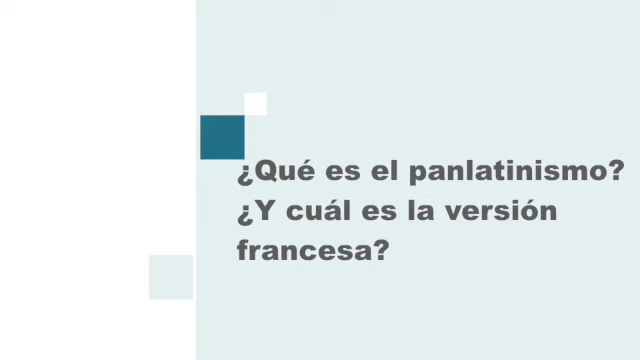 ¿Qué es el panlatinismo?
¿Y cuál es la versión
francesa?